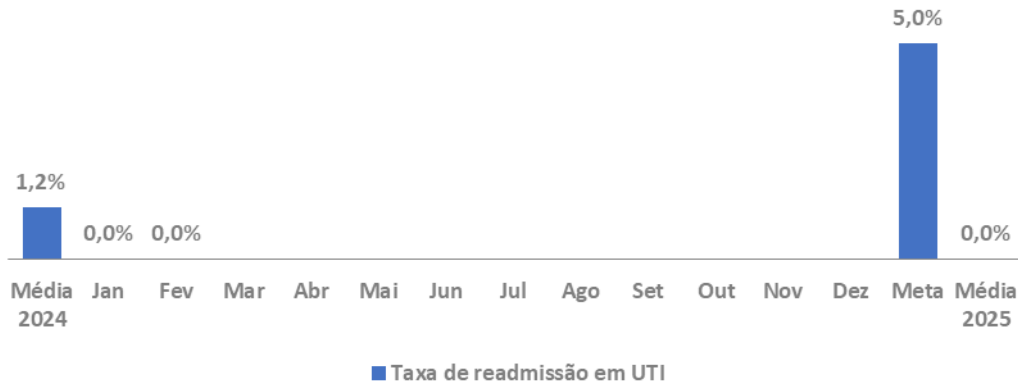 5,0%
1,2%
0,0% 0,0% 0,0%
Média Jan Fev Mar Abr Mai Jun Jul Ago Set Out Nov Dez Meta Média
2024 2025
Taxa de readmissão em UTI